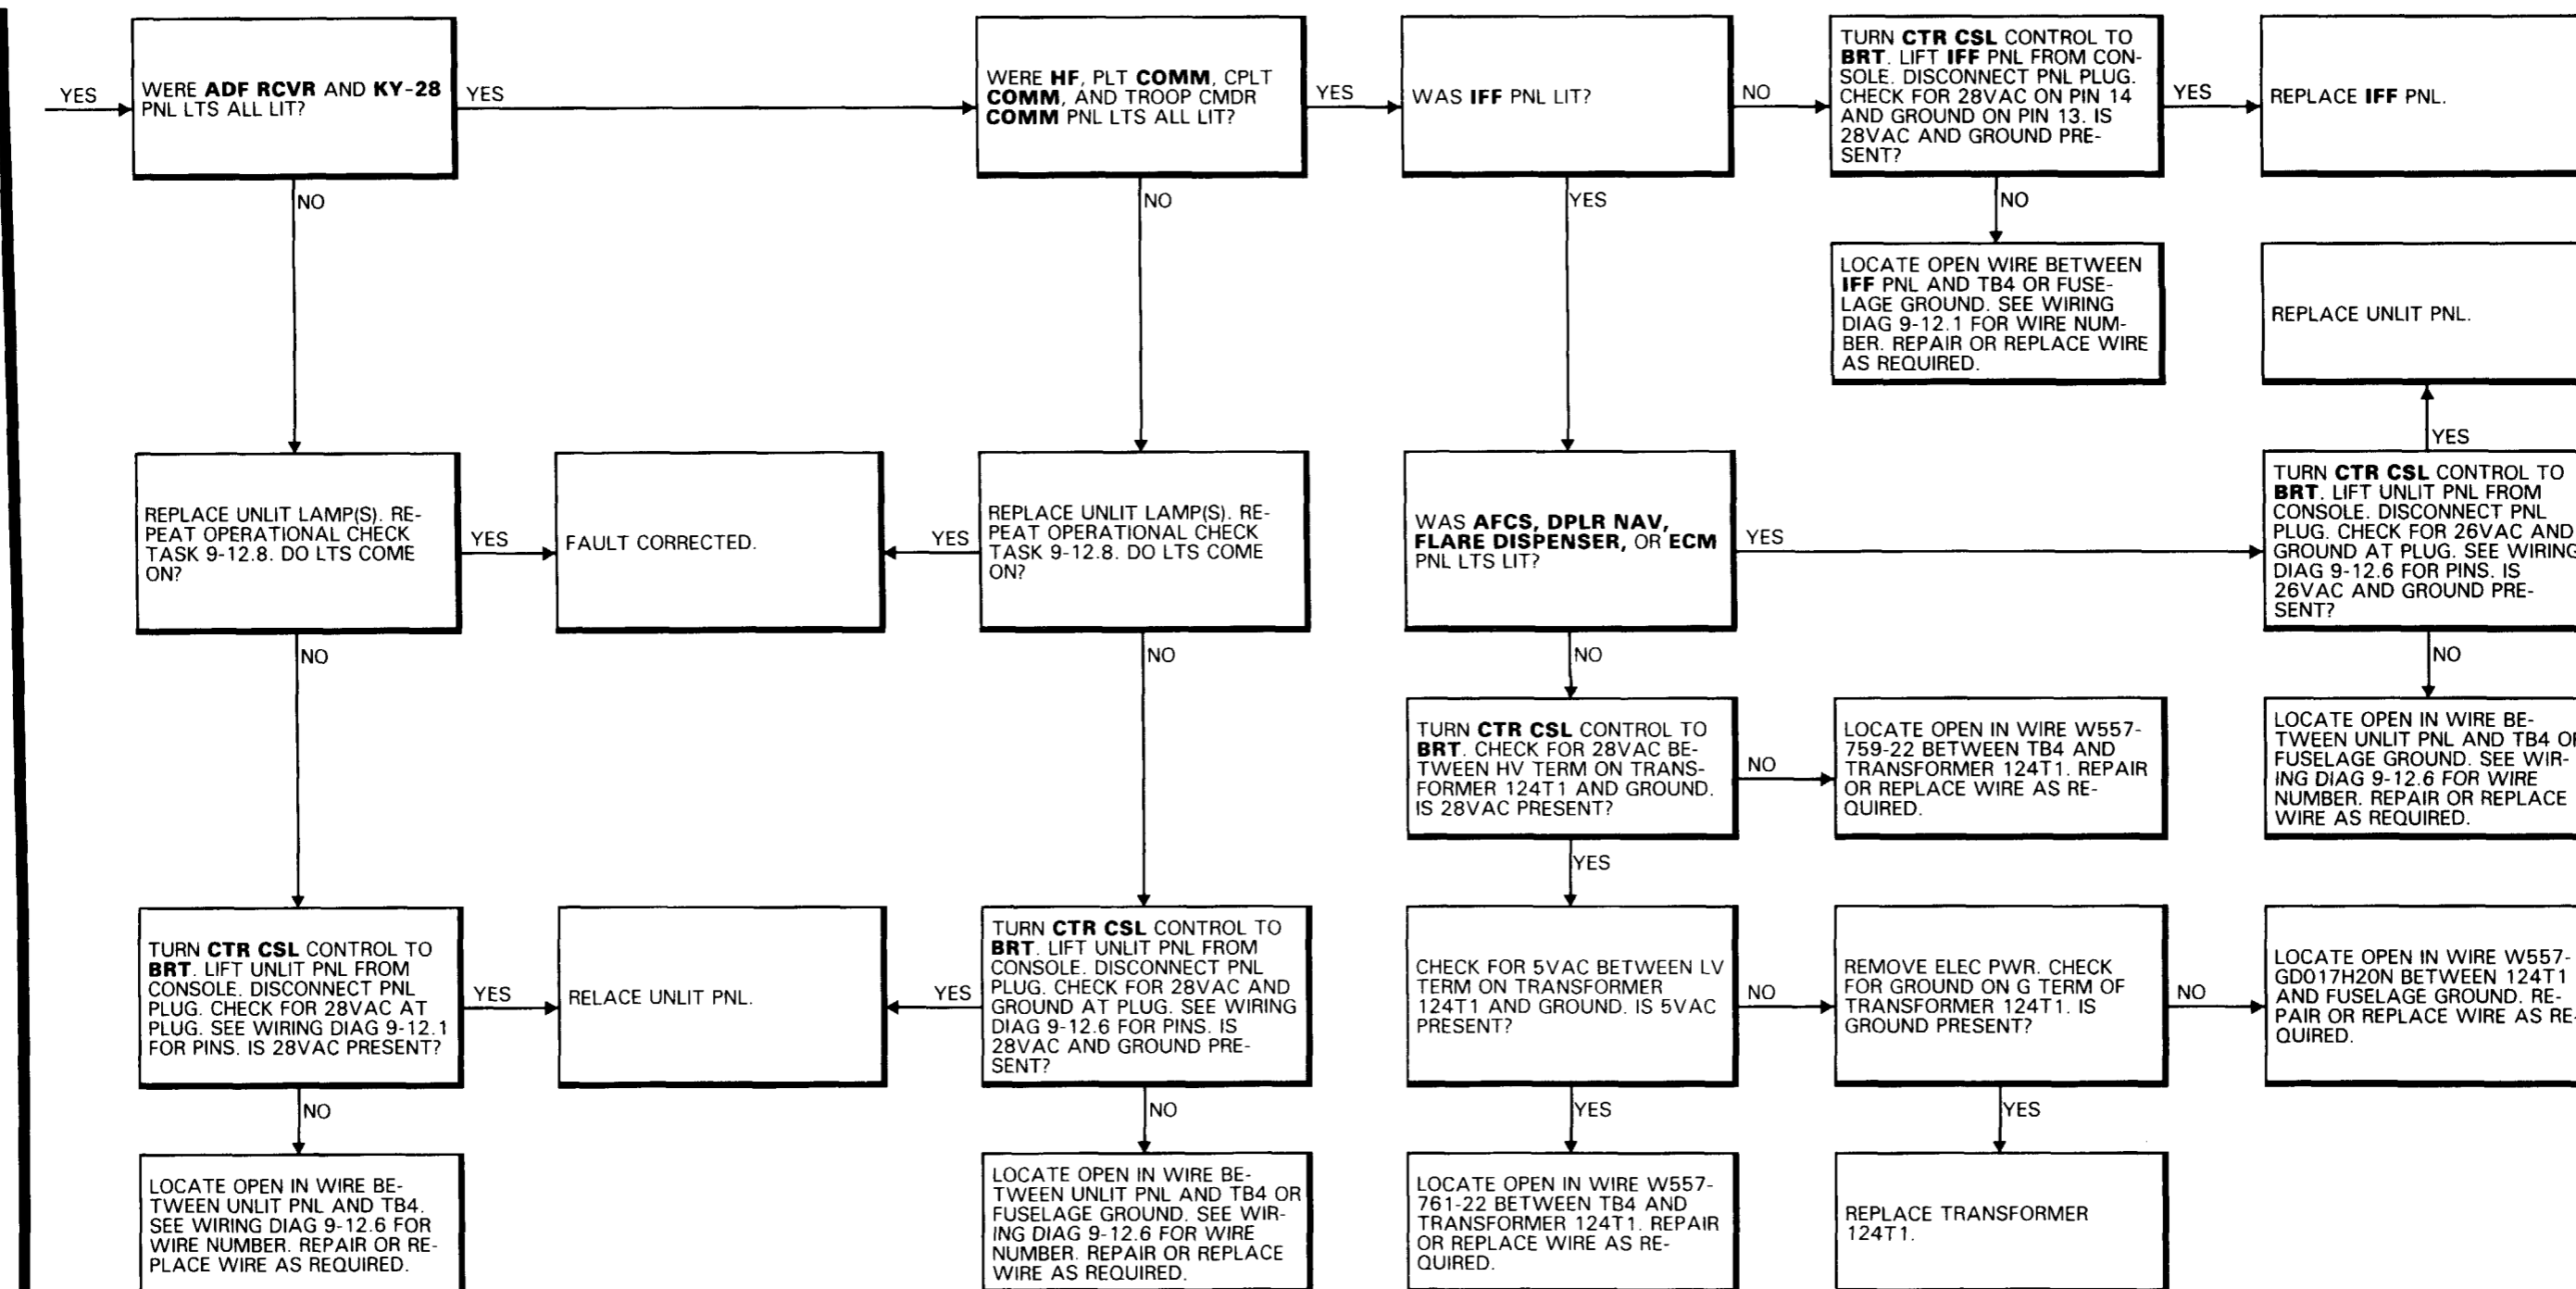 YES
WERE ADF RCVR AND KY-28
PNL LTS ALL LIT?
YES
NO
WERE HF, PLT COMM, CPLT
COMM, AND TROOP CMDR
COMM PNL LTS ALL LIT?
YES
NO
WAS IFF PNL LIT?
NO
YES
TURN CTR CSL CONTROL TO
BRT. LIFT IFF PNL FROM CON-
SOLE. DISCONNECT PNL PLUG.
CHECK FOR 28VAC ON PIN 14
AND GROUND ON PIN 13. IS
28VAC AND GROUND PRE-
SENT?
YES
NO
REPLACE IFF PNL.
LOCATE OPEN WIRE BETWEEN
IFF PNL AND TB4 OR FUSE-
LAGE GROUND. SEE WIRING
DIAG 9-12.1 FOR WIRE NUM-
BER. REPAIR OR REPLACE WIRE
AS REQUIRED.
REPLACE UNLIT PNL.
YES
REPLACE UNLIT LAMP(S). RE-
PEAT OPERATIONAL CHECK
TASK 9-12.8. DO LTS COME
ON?
YES
NO
FAULT CORRECTED.
YES
REPLACE UNLIT LAMP(S). RE-
PEAT OPERATIONAL CHECK
TASK 9-12.8. DO LTS COME
ON?
NO
WAS AFCS, DPLR NAV,
FLARE DISPENSER, OR ECM
PNL LTS LIT?
YES
NO
TURN CTR CSL CONTROL TO
BRT. LIFT UNLIT PNL FROM
CONSOLE. DISCONNECT PNL
PLUG. CHECK FOR 26VAC AND
GROUND AT PLUG. SEE WIRING
DIAG 9-12.6 FOR PINS. IS
26VAC AND GROUND PRE-
SENT?
NO
TURN CTR CSL CONTROL TO
BRT. CHECK FOR 28VAC BE-
TWEEN HV TERM ON TRANS-
FORMER 124T1 AND GROUND.
IS 28VAC PRESENT?
NO
YES
LOCATE OPEN IN WIRE W557-
759-22 BETWEEN TB4 AND
TRANSFORMER 124T1. REPAIR
OR REPLACE WIRE AS RE-
QUIRED.
LOCATE OPEN IN WIRE BE-
TWEEN UNLIT PNL AND TB4 OR
FUSELAGE GROUND. SEE WIR-
ING DIAG 9-12.6 FOR WIRE
NUMBER. REPAIR OR REPLACE
WIRE AS REQUIRED.
TURN CTR CSL CONTROL TO
BRT. LIFT UNLIT PNL FROM
CONSOLE. DISCONNECT PNL
PLUG. CHECK FOR 28VAC AT
PLUG. SEE WIRING DIAG 9-12.1
FOR PINS. IS 28VAC PRESENT?
YES
NO
RELACE UNLIT PNL.
YES
TURN CTR CSL CONTROL TO
BRT. LIFT UNLIT PNL FROM
CONSOLE. DISCONNECT PNL
PLUG. CHECK FOR 28VAC AND
GROUND AT PLUG. SEE WIRING
DIAG 9-12.6 FOR PINS. IS
28VAC AND GROUND PRE-
SENT?
NO
CHECK FOR 5VAC BETWEEN LV
TERM ON TRANSFORMER
124T1 AND GROUND. IS 5VAC
PRESENT?
NO
YES
REMOVE ELEC PWR. CHECK
FOR GROUND ON G TERM OF
TRANSFORMER 124T1. IS
GROUND PRESENT?
NO
YES
LOCATE OPEN IN WIRE W557-
GD017H20N BETWEEN 124T1
AND FUSELAGE GROUND. RE-
PAIR OR REPLACE WIRE AS RE-
QUIRED.
LOCATE OPEN IN WIRE BE-
TWEEN UNLIT PNL AND TB4.
SEE WIRING DIAG 9-12.6 FOR
WIRE NUMBER. REPAIR OR RE-
PLACE WIRE AS REQUIRED.
LOCATE OPEN IN WIRE BE-
TWEEN UNLIT PNL AND TB4 OR
FUSELAGE GROUND. SEE WIR-
ING DIAG 9-12.6 FOR WIRE
NUMBER. REPAIR OR REPLACE
WIRE AS REQUIRED.
LOCATE OPEN IN WIRE W557-
761-22 BETWEEN TB4 AND
TRANSFORMER 124T1. REPAIR
OR REPLACE WIRE AS RE-
QUIRED.
REPLACE TRANSFORMER
124T1.